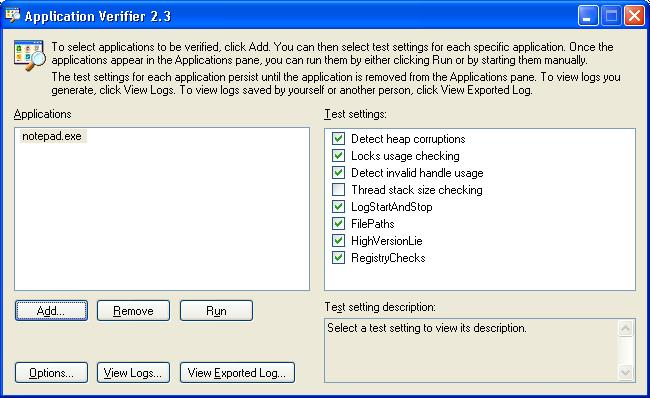 Application Verifier 2.3
To select applications to be verified, click Add. You can then select test settings for each specific application. Once the
applications appear in the Applications pane, you can run them by either clicking Run or by starting them manually.
The test settings for each application persist until the application is removed from the Applications pane. To view logs you
generate, click View Logs. To view logs saved by yourself or another person, click View Exported Log.
Applications
notepad.exe
Add...
Remove
Run
Options...
View Logs...
View Exported Log...
Test settings:
Detect heap corruptions
Locks usage checking
Detect invalid handle usage
Thread stack size checking
LogStartAndStop
FilePaths
HighVersionLie
RegistryChecks
Test setting description:
Select a test setting to view its description.